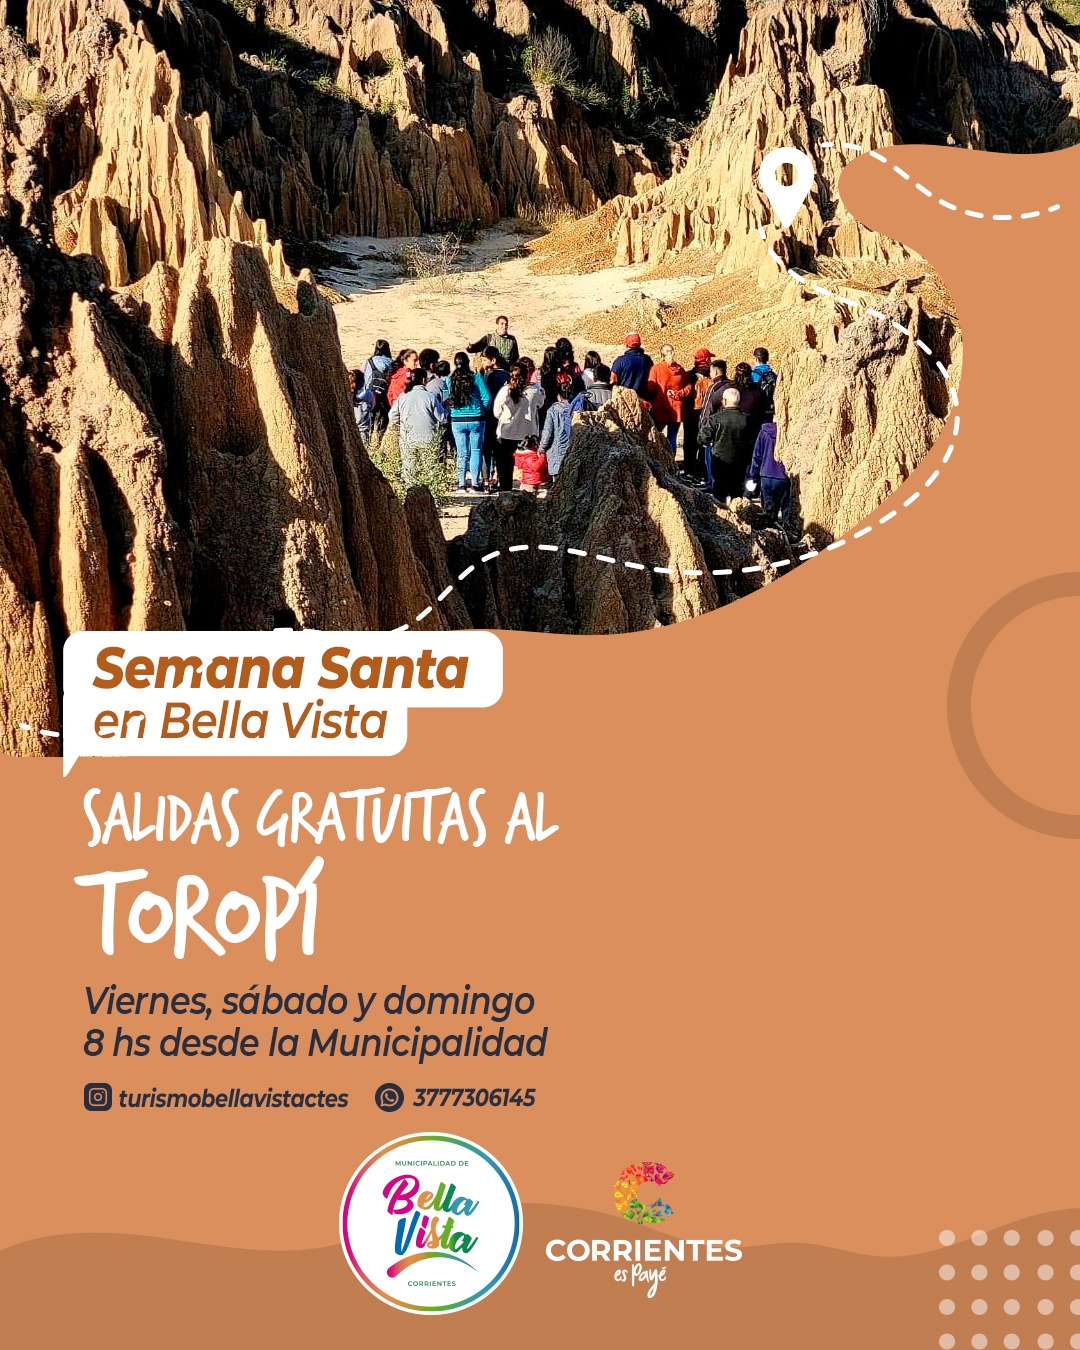 Semana Santa
en Bella Vista
SALIDAS GRATUITAS AL
TOROPÍ
Viernes, sábado y domingo
8 hs desde la Municipalidad
turismobellavistactes 3777306145
MUNICIPALIDAD DE
Bella
Vista
CORRIENTES
CORRIENTES
es Payé